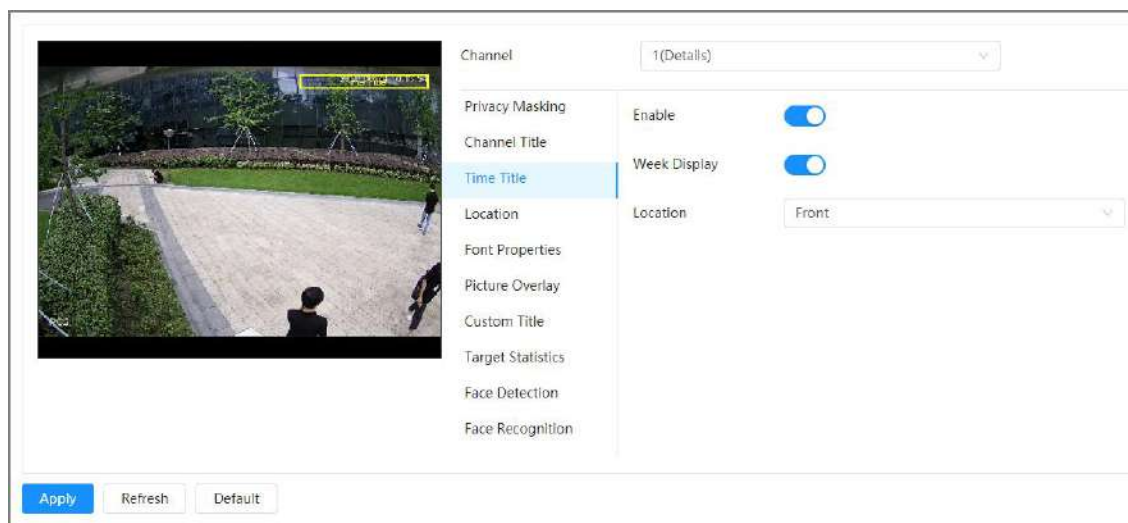 Channel
1(Details)
Privacy Masking
Channel Title
Time Title
Location
Font Properties
Picture Overlay
Custom Title
Target Statistics
Face Detection
Face Recognition
Enable
Week Display
Location
Front
Apply
Refresh
Default